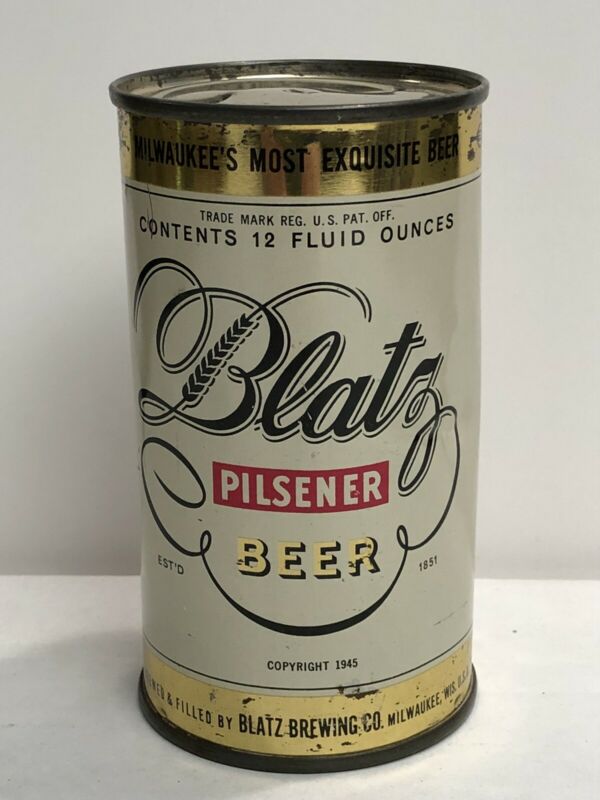 MILWAUKEE'S MOST EXQUISITE BEER
TRADE MARK REG. U.S. PAT. OFF.
CONTENTS 12 FLUID OUNCES
Blatz
PILSENER
BEER
EST'D 1851
COPYRIGHT 1945
& FILLED BY BLATZ BREWING CO. MILWAUKEE, WIS. U.S.A